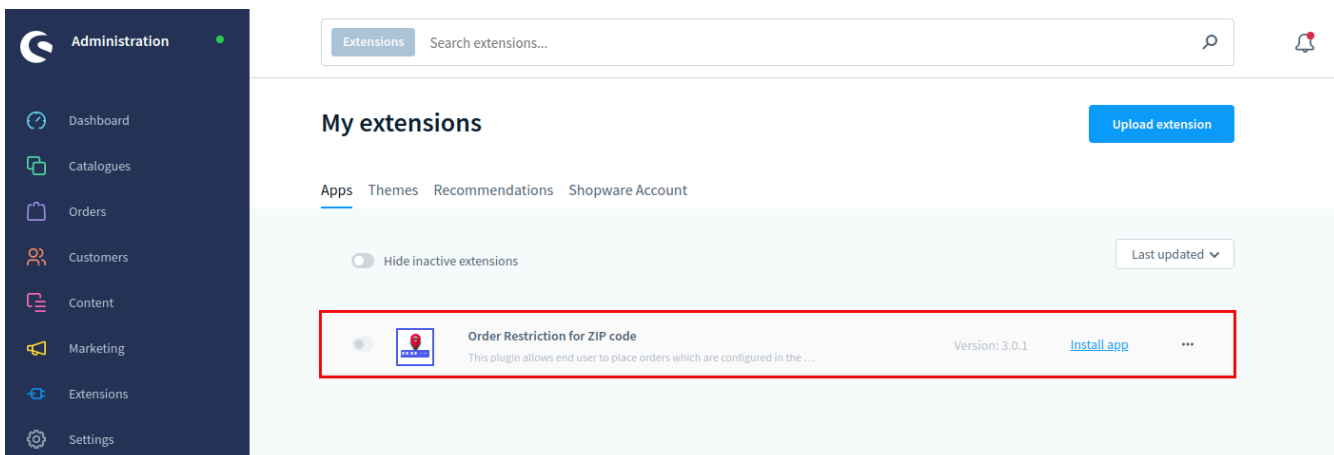 Administration
Extensions Search extensions...
Dashboard
Catalogues
Orders
Customers
Content
Marketing
Extensions
Settings
My extensions
Upload extension
Apps Themes Recommendations Shopware Account
Hide inactive extensions
Last updated
Order Restriction for ZIP code
This plugin allows end user to place orders which are configured in the ...
Version: 3.0.1 Install app